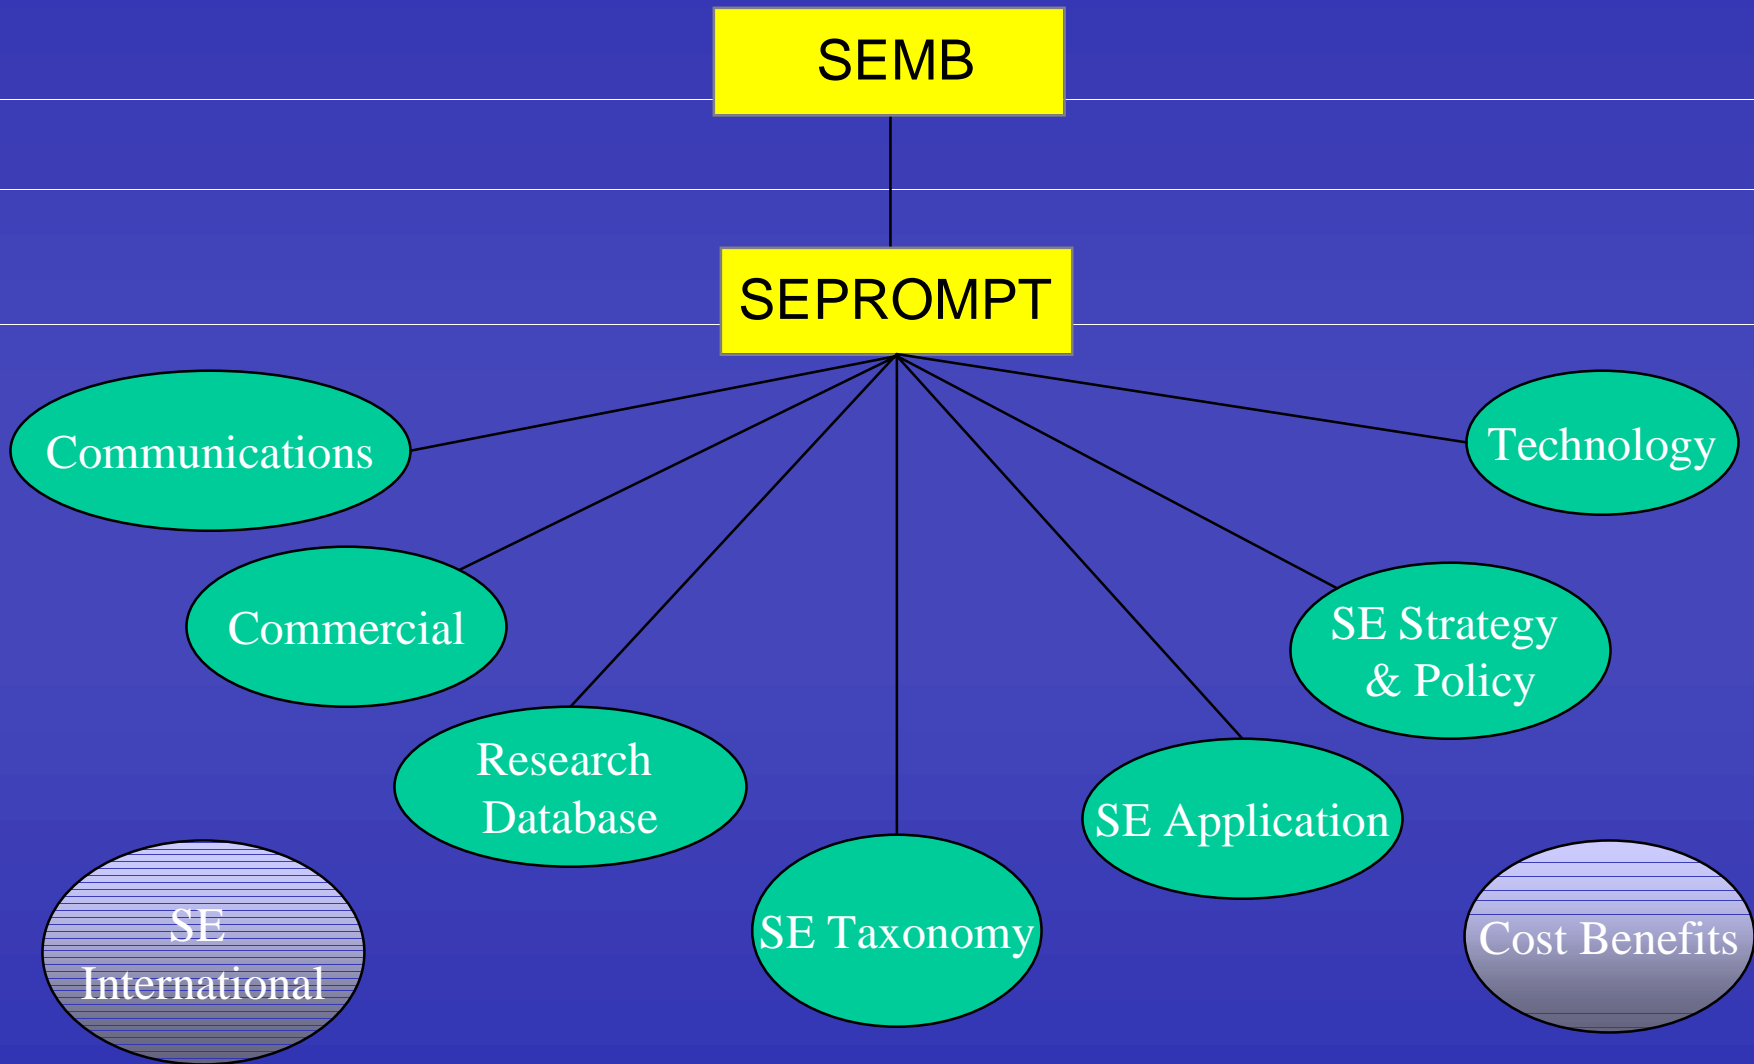 SEMB
SEPROMPT
Communications
Technology
Commercial
SE Strategy
& Policy
Research
Database
SE Application
SE Taxonomy
SE
International
Cost Benefits